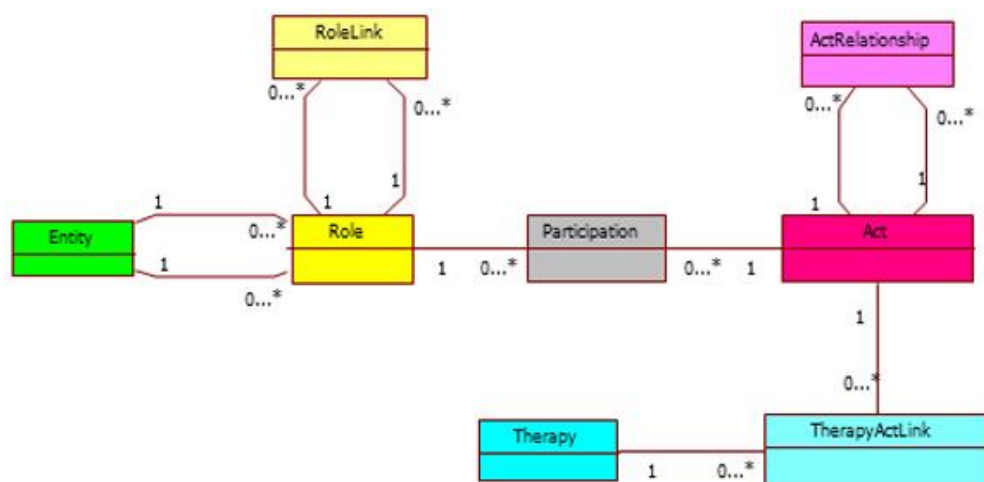 RoleLink
ActRelationship
0...*
0...*
0...*
0...*
1
1
1
1
1
0...*
Entity
Role
Participation
Act
1
0...*
1
0...*
0...*
1
1
0...*
Therapy
TherapyActLink
1
0...*